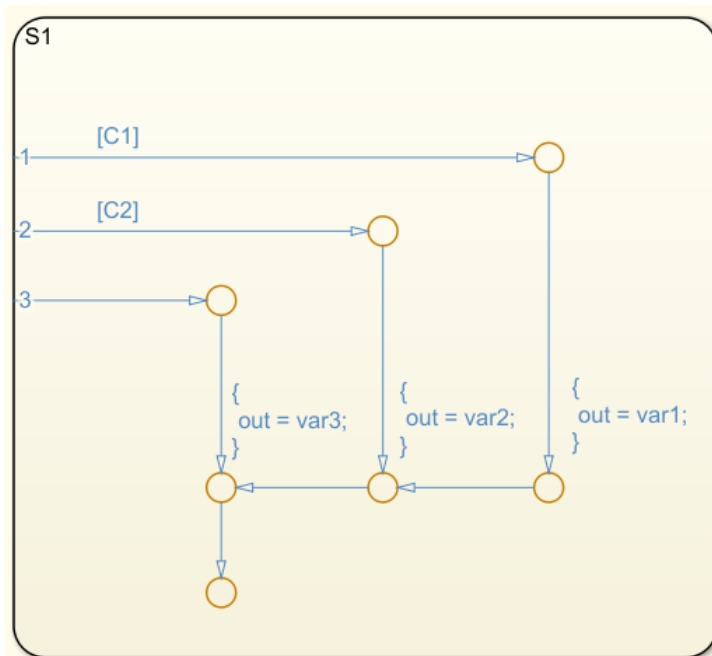 S1
[C1]
1
[C2]
2
3
{
out = var3;
}
{
out = var2;
}
{
out = var1;
}